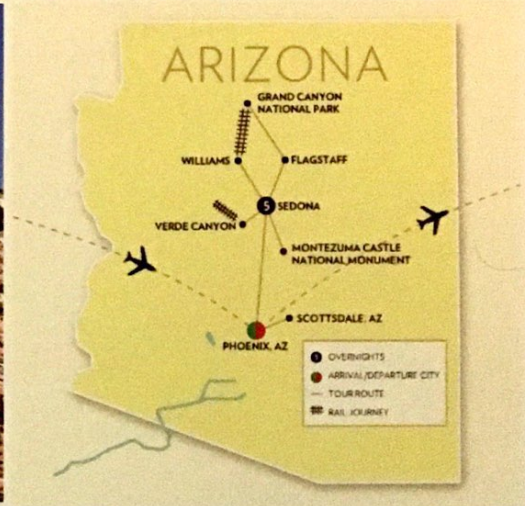 ARIZONA
GRAND CANYON
NATIONAL PARK
WILLIAMS
FLAGSTAFF
5 SEDONA
VERDE CANYON
MONTEZUMA CASTLE
NATIONAL MONUMENT
SCOTTSDALE, AZ
PHOENIX, AZ
5 OVERNIGHTS
ARRIVAL/DEPARTURE CITY
TOUR ROUTE
RAIL JOURNEY